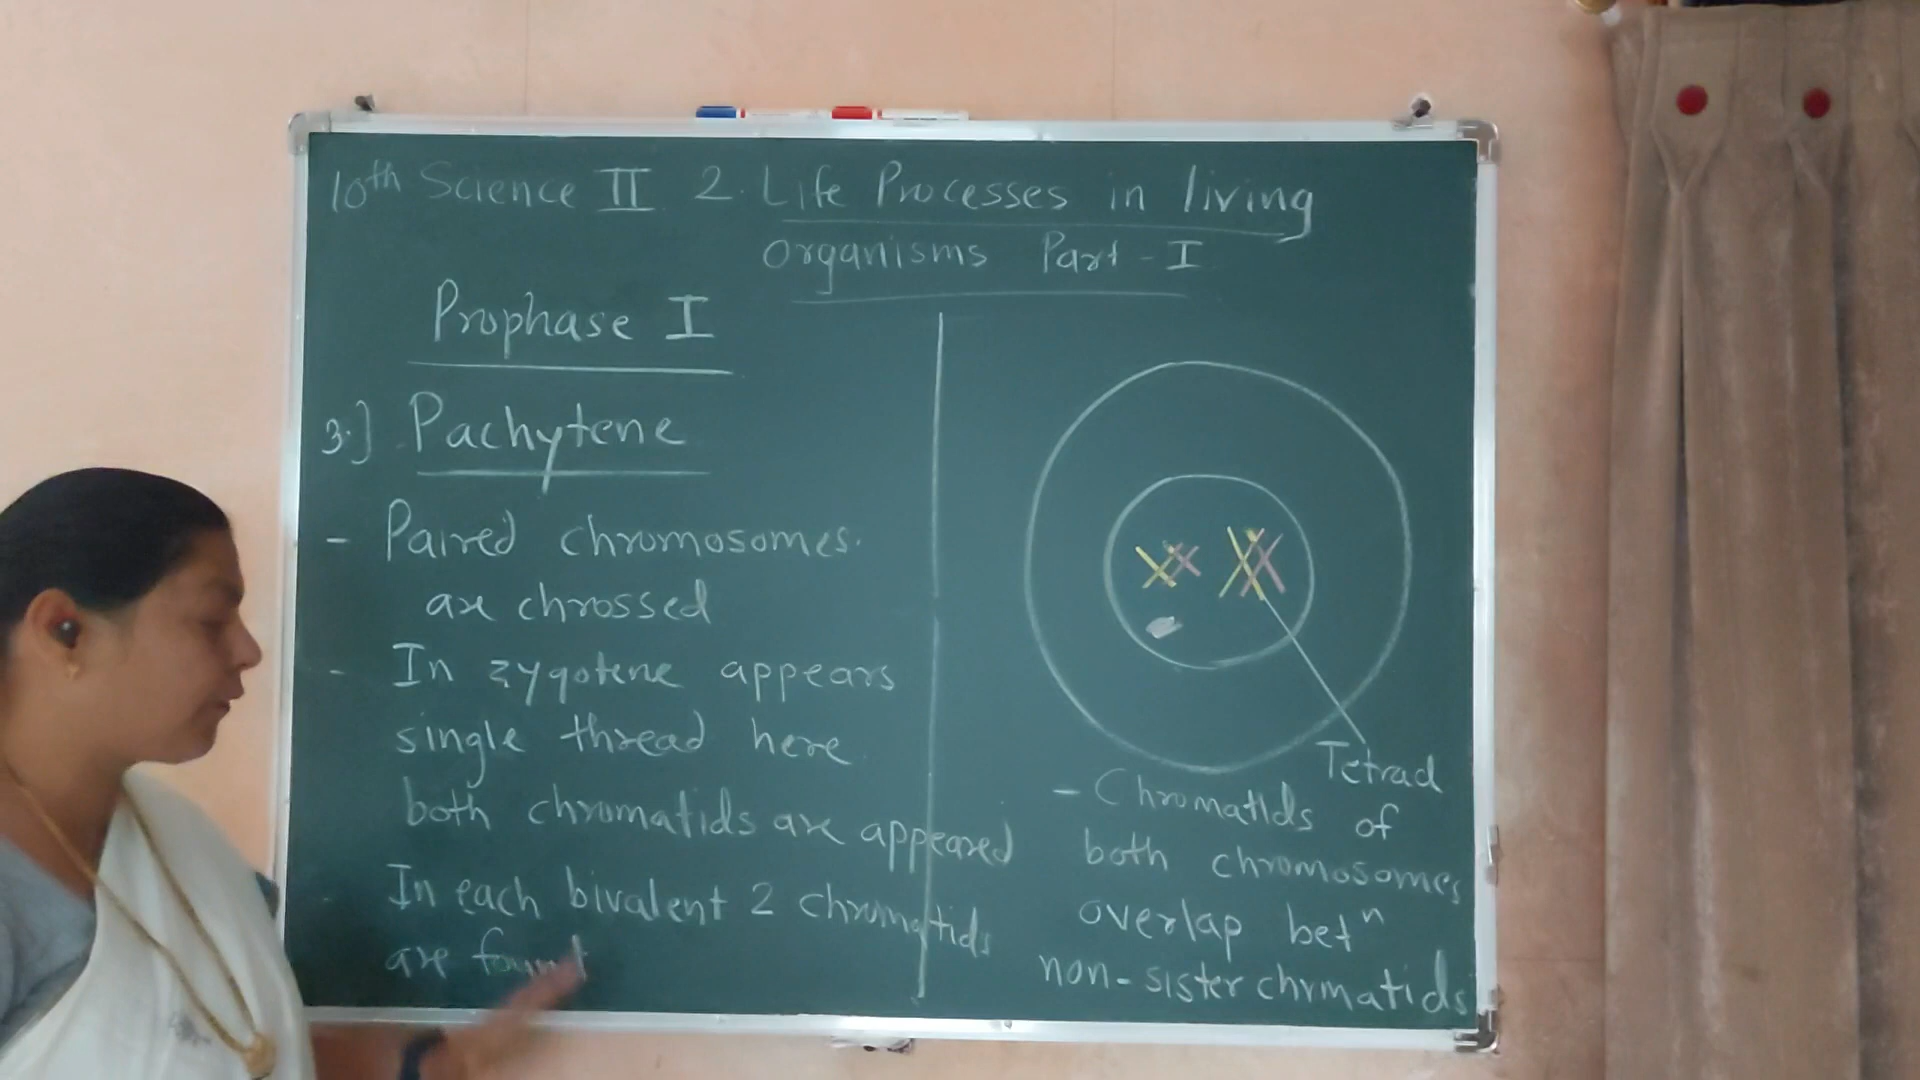 10th Science II 2. Life Processes in living
organisms Part - I
Prophase I
3.] Pachytene
- Paired chromosomes.
are chrossed
- In zygotene appears
single thread here
both chromatids are appeared
- In each bivalent 2 chromatids
are found
Tetrad
- Chromatids of
both chromosomes
overlap betn
non-sister chrmatids